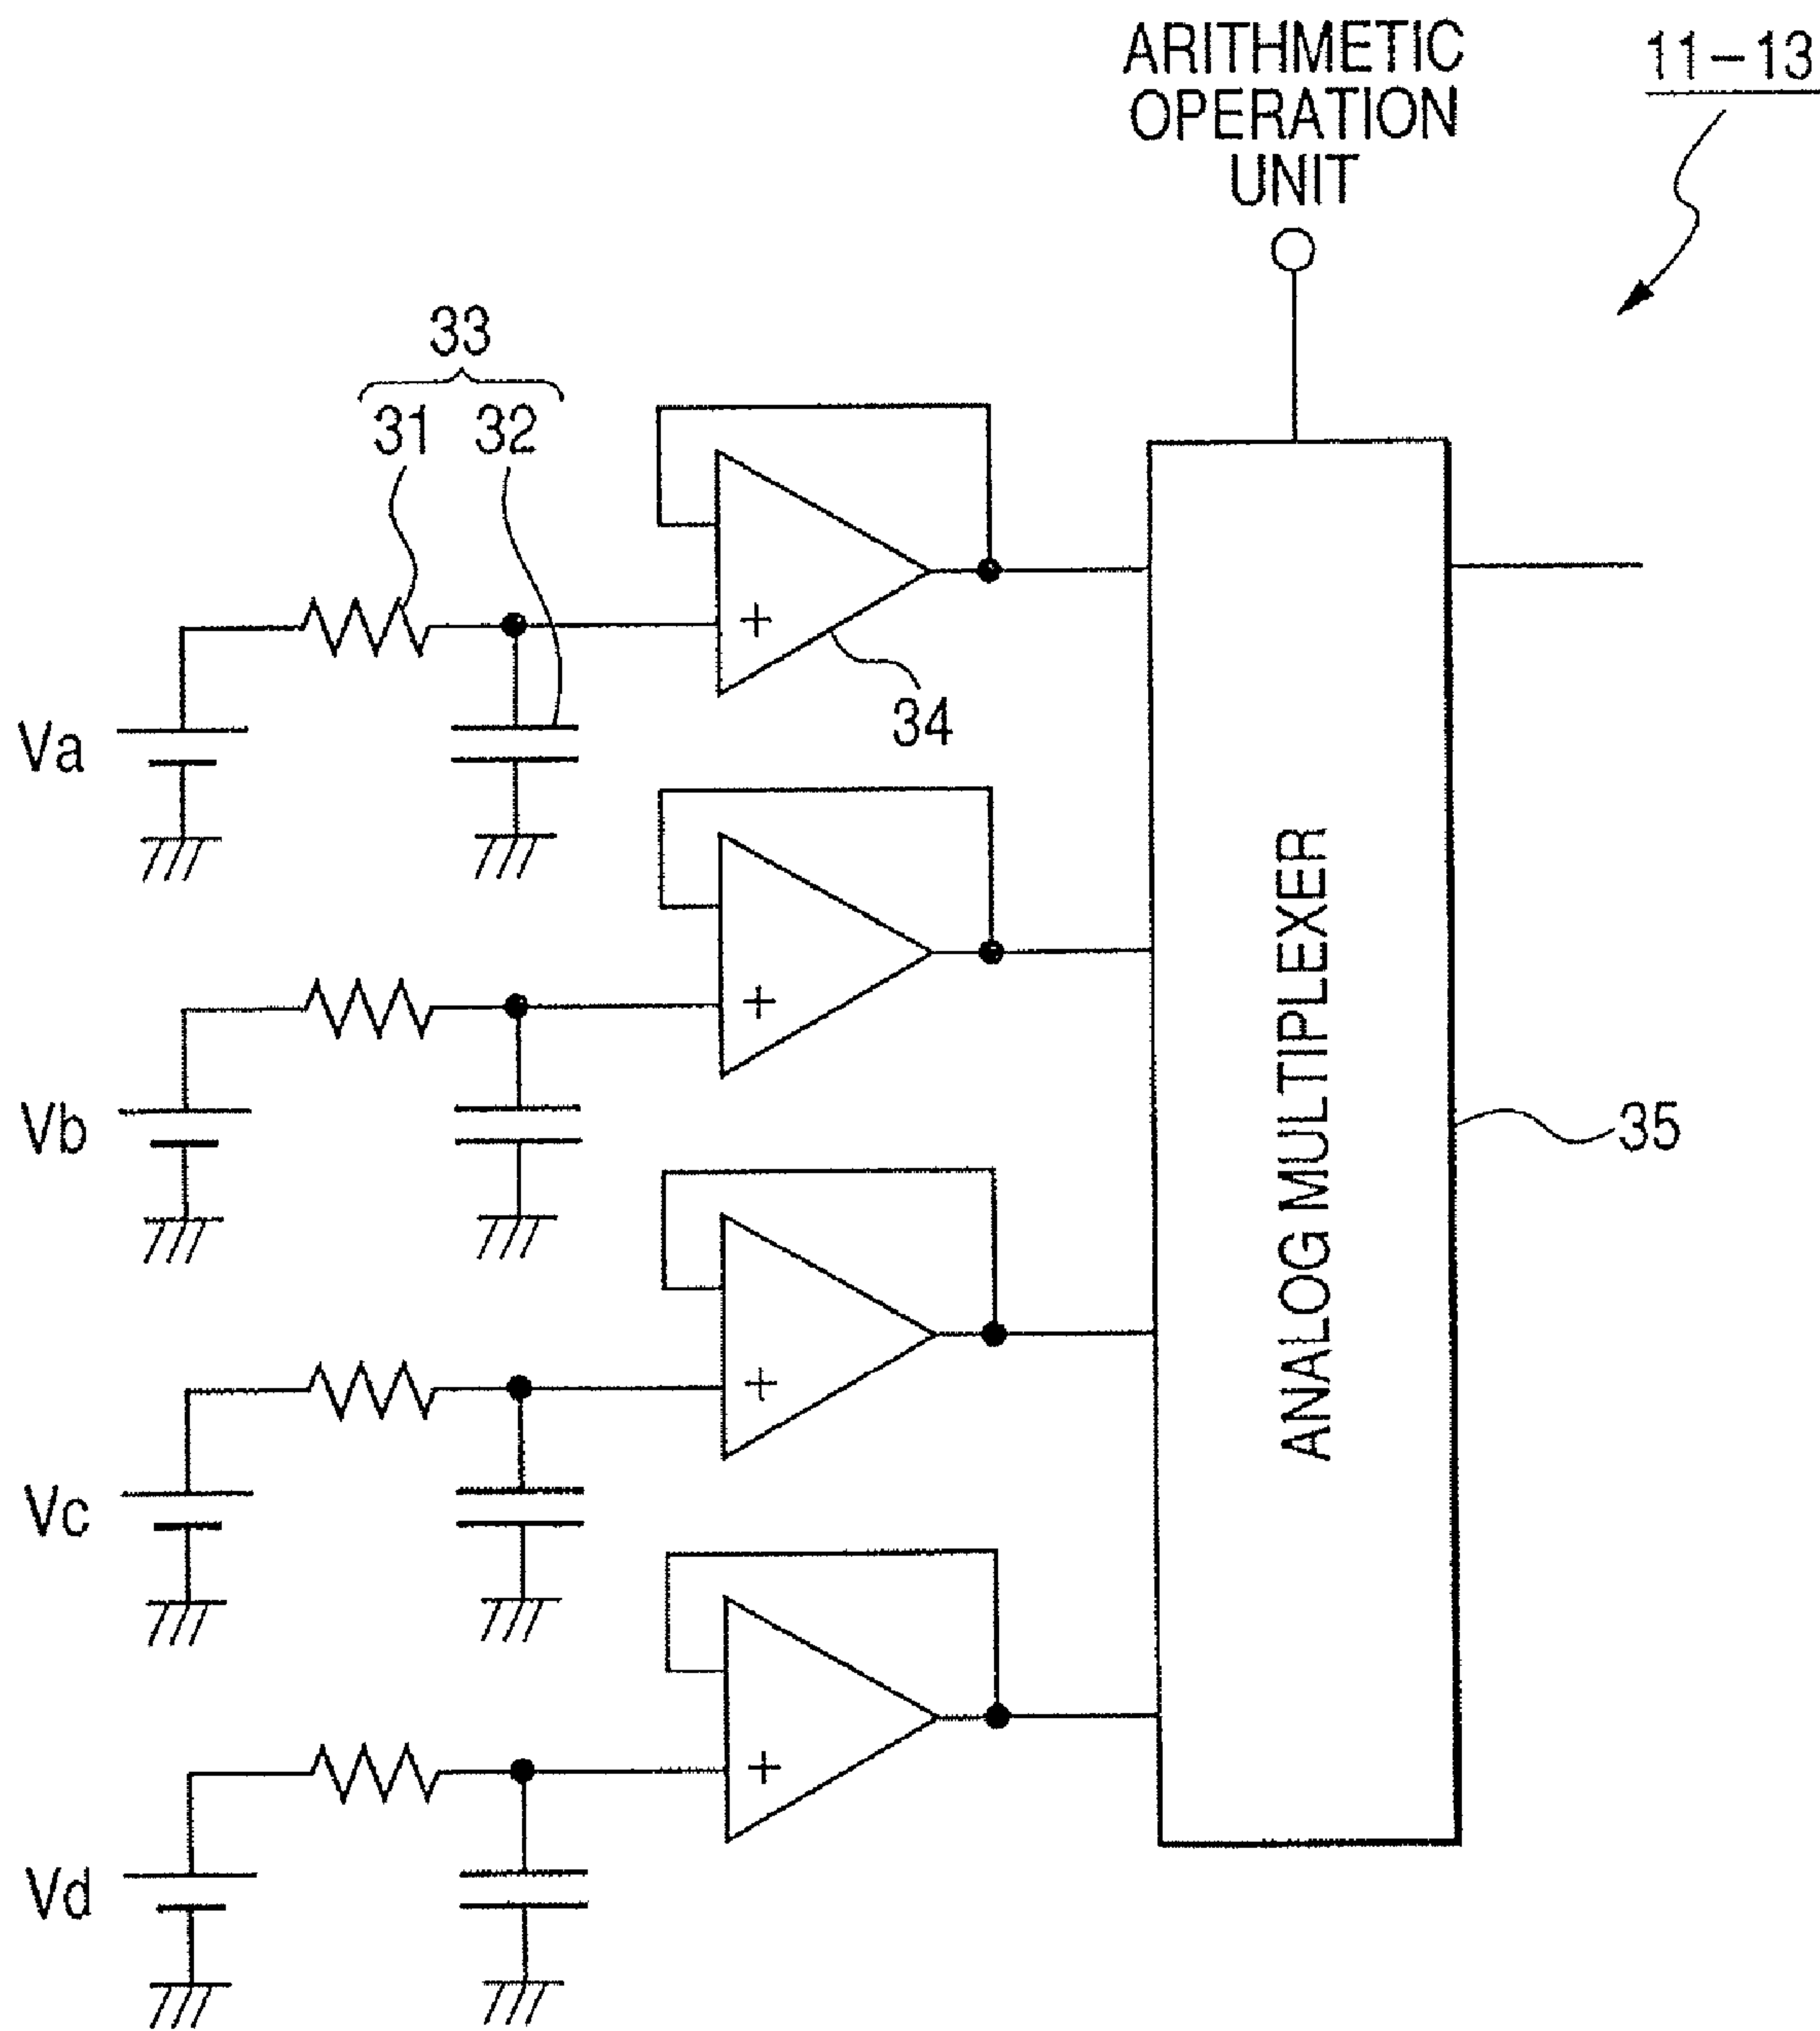 ARITHMETIC
OPERATION
UNIT
11-13
33
31 32
+
34
Va
+
Vb
ANALOG MULTIPLEXER
35
+
Vc
+
Vd